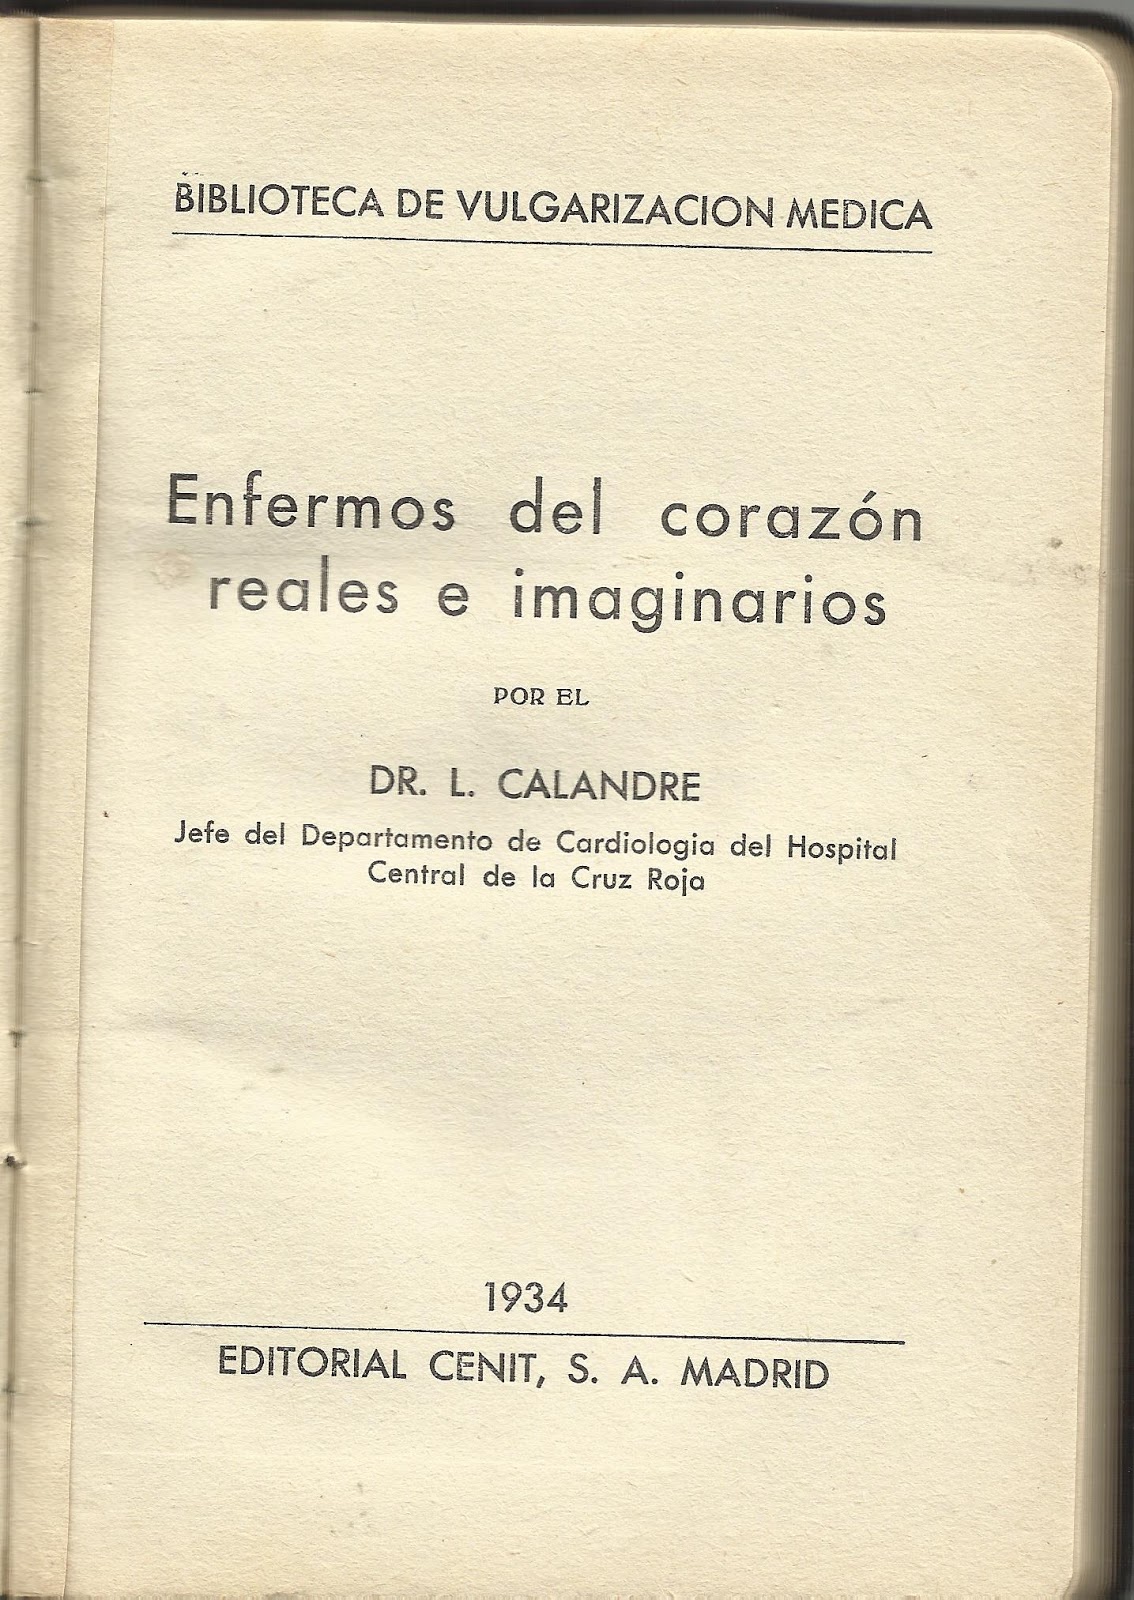 BIBLIOTECA DE VULGARIZACION MEDICA
Enfermos del corazón
reales e imaginarios
POR EL
DR. L. CALANDRE
Jefe del Departamento de Cardiologia del Hospital
Central de la Cruz Roja
1934
EDITORIAL CENIT, S. A. MADRID